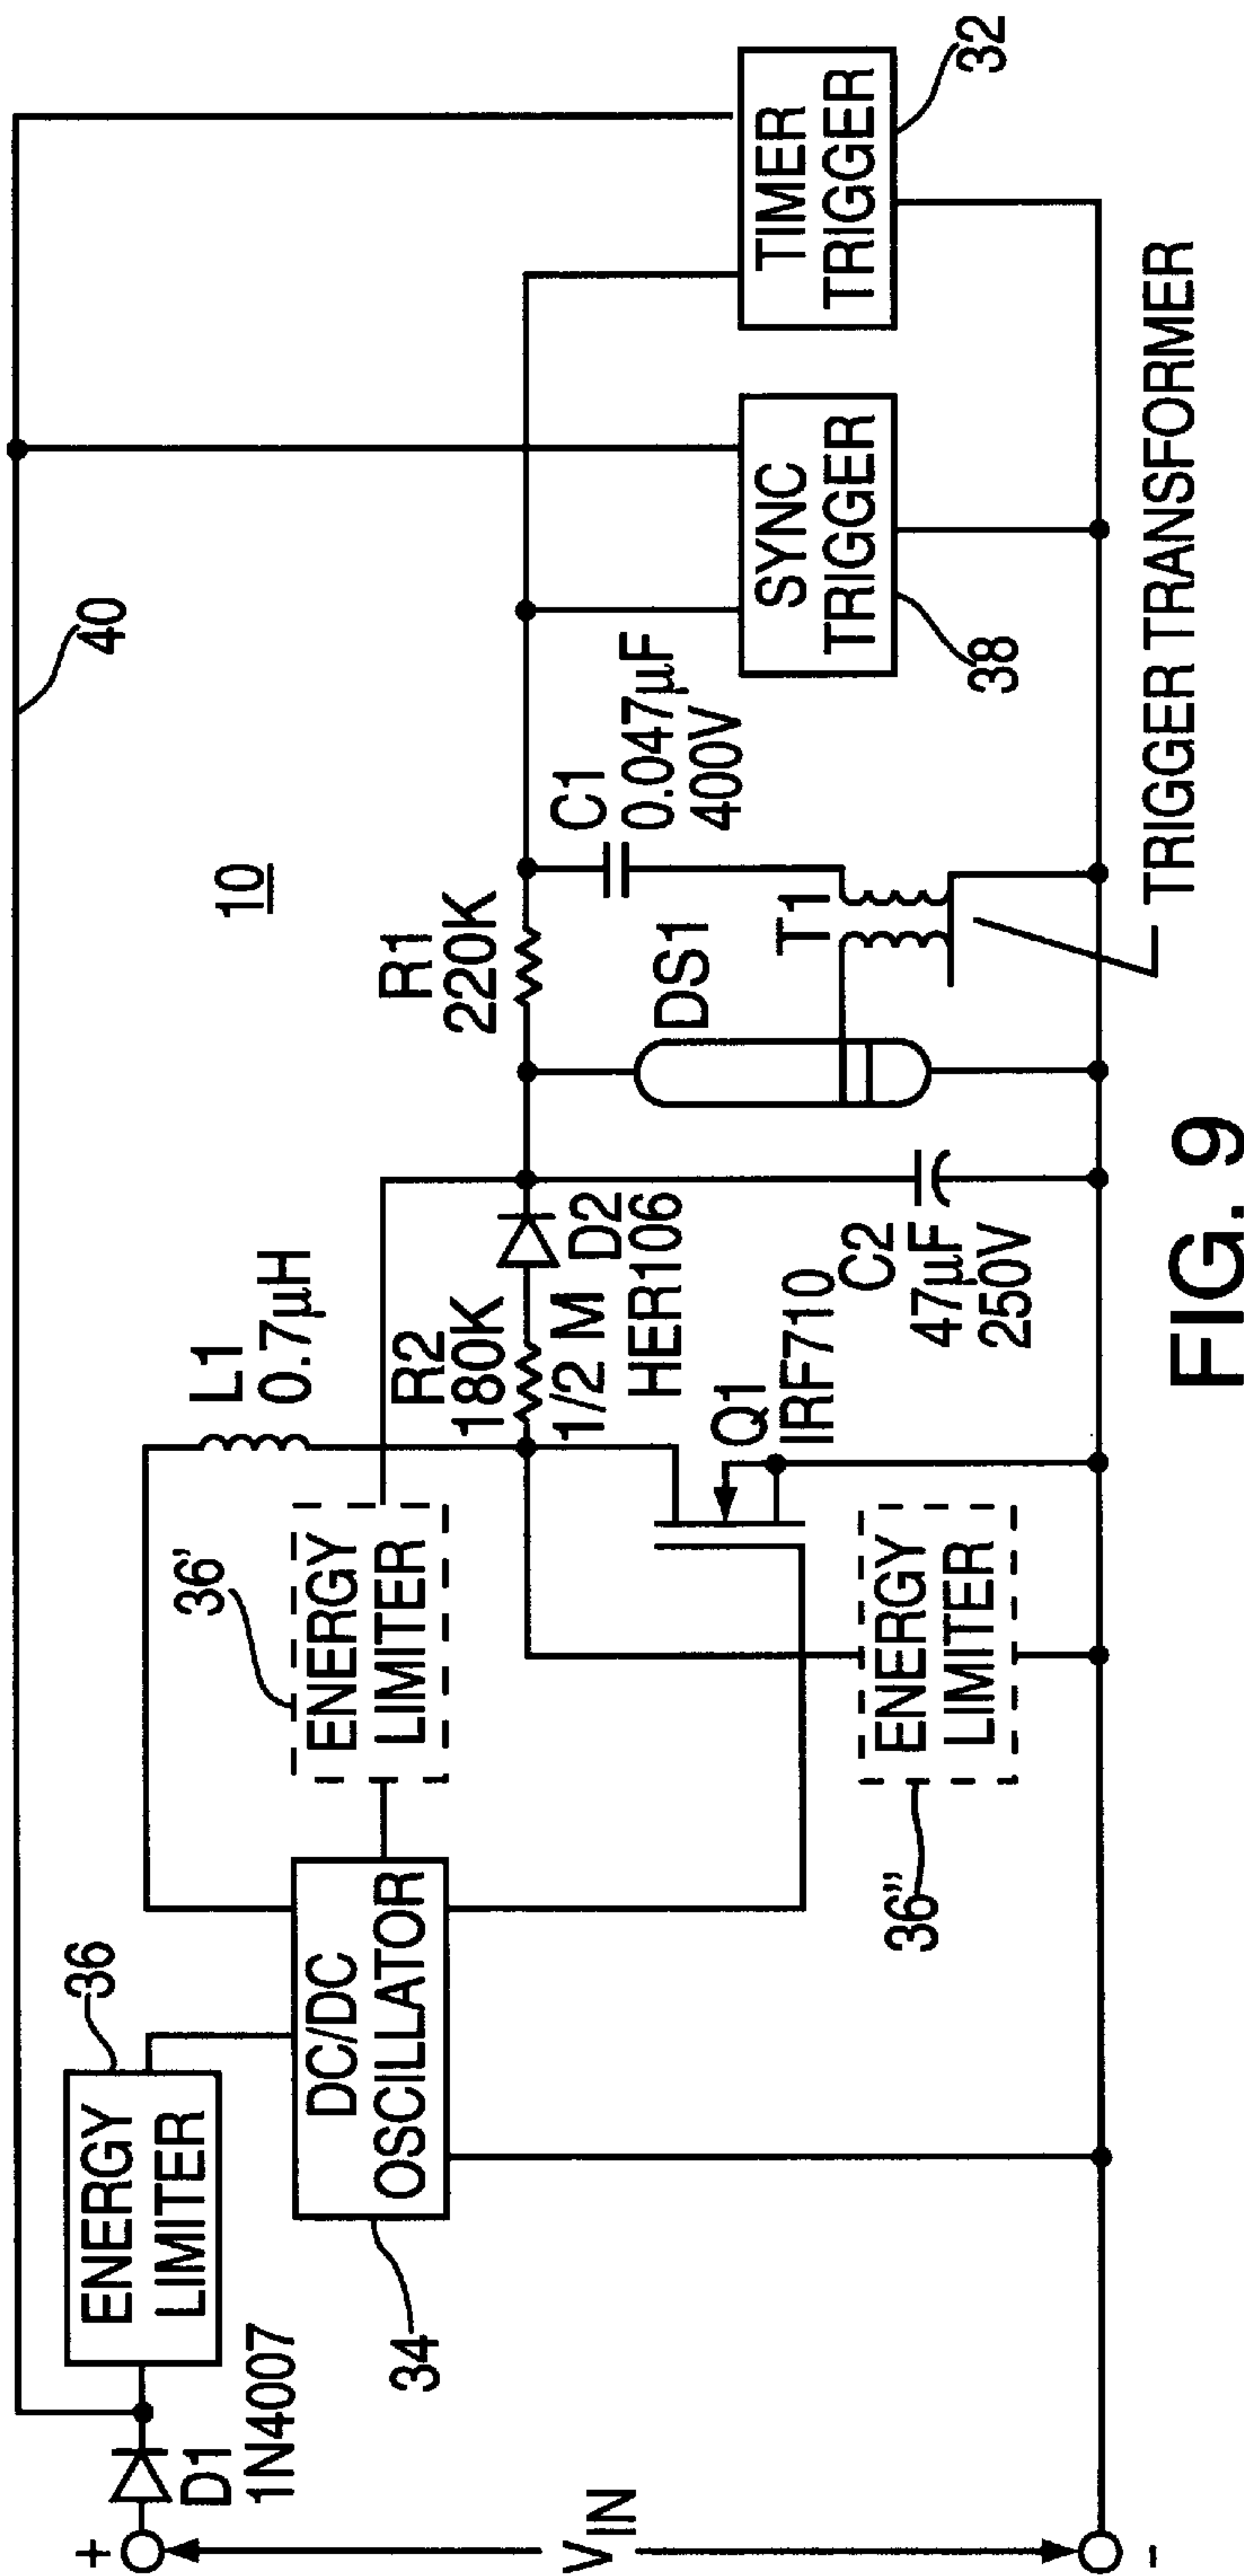 40
10
+
D1
1N4007
ENERGY
LIMITER
36
34
DC/DC
OSCILLATOR
36'
ENERGY
LIMITER
L1
0.7µH
R2
180K
1/2 M
D2
HER106
Q1
IRF710
36"
ENERGY
LIMITER
C2
47µF
250V
R1
220K
DS1
T1
C1
0.047µF
400V
SYNC
TRIGGER
38
TIMER
TRIGGER
32
TRIGGER TRANSFORMER
VIN
-
FIG. 9